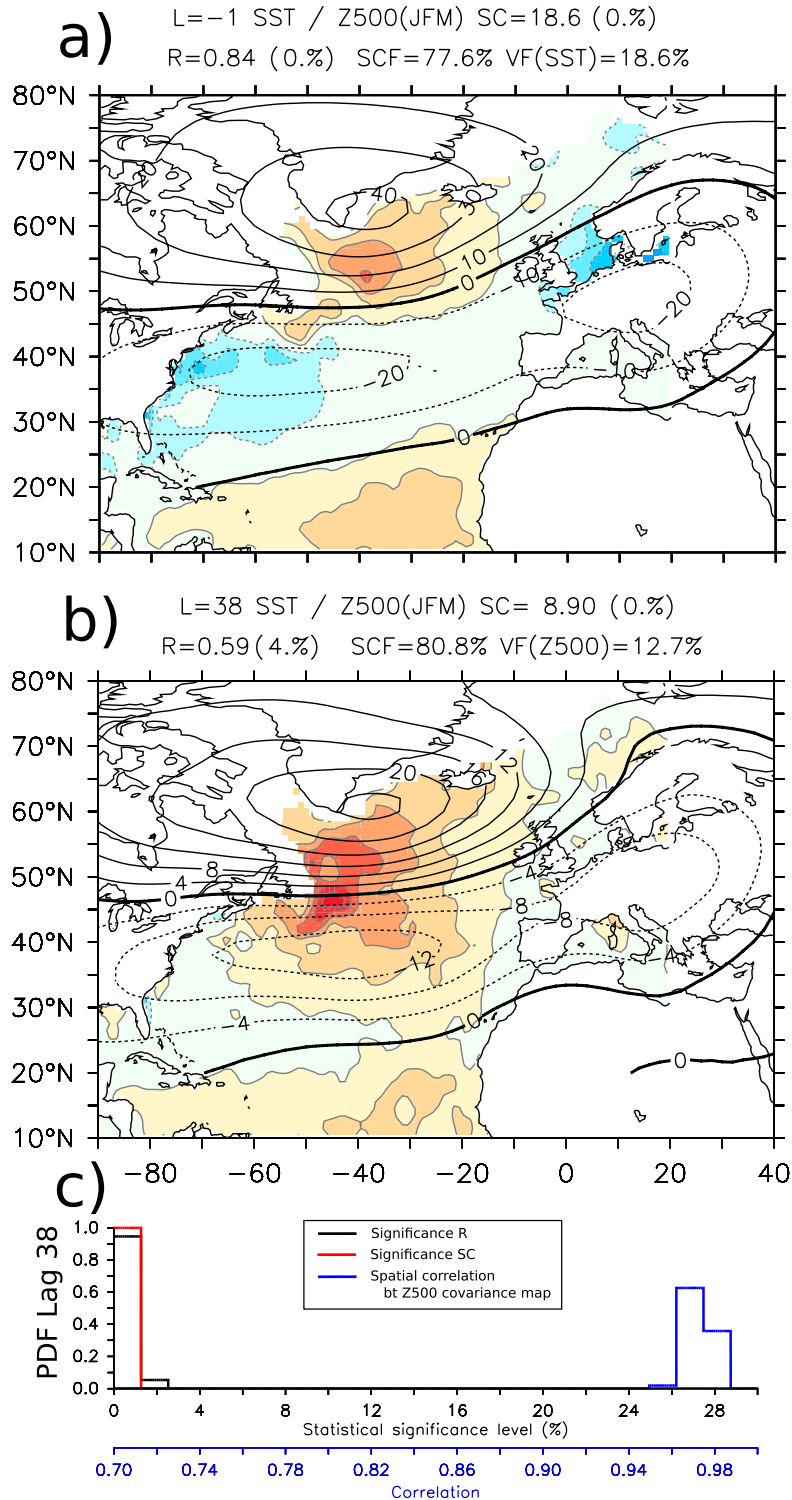 a)
L=−1 SST / Z500(JFM) SC=18.6 (0.%)
R=0.84 (0.%) SCF=77.6% VF(SST)=18.6%
80°N
70°N
60°N
50°N
40°N
30°N
20°N
10°N
12
40
30
10
0
−20
−20
0
b)
L=38 SST / Z500(JFM) SC= 8.90 (0.%)
R=0.59(4.%) SCF=80.8% VF(Z500)=12.7%
80°N
70°N
60°N
50°N
40°N
30°N
20°N
10°N
20
16
12
8
4
0
4
8
8
−12
−4
−4
0
0
−80 −60 −40 −20 0 20 40
c)
PDF Lag 38
1.0
0.8
0.6
0.4
0.2
0.0
Significance R
Significance SC
Spatial correlation
bt Z500 covariance map
0 4 8 12 16 20 24 28
Statistical significance level (%)
0.70 0.74 0.78 0.82 0.86 0.90 0.94 0.98
Correlation